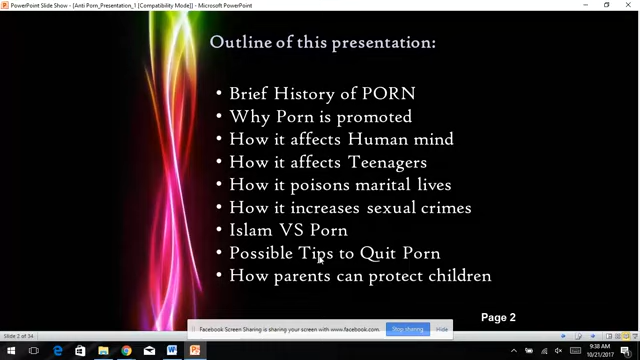 PowerPoint Slide Show - [Anti Porn_Presentation_1 [Compatibility Mode]] - Microsoft PowerPoint
Outline of this presentation:
• Brief History of PORN
• Why Porn is promoted
• How it affects Human mind
• How it affects Teenagers
• How it poisons marital lives
• How it increases sexual crimes
• Islam VS Porn
• Possible Tips to Quit Porn
• How parents can protect children
Page 2
Facebook Screen Sharing is sharing your screen with www.facebook.com. Stop sharing Hide
Slide 2 of 34
9:38 AM
10/21/2017